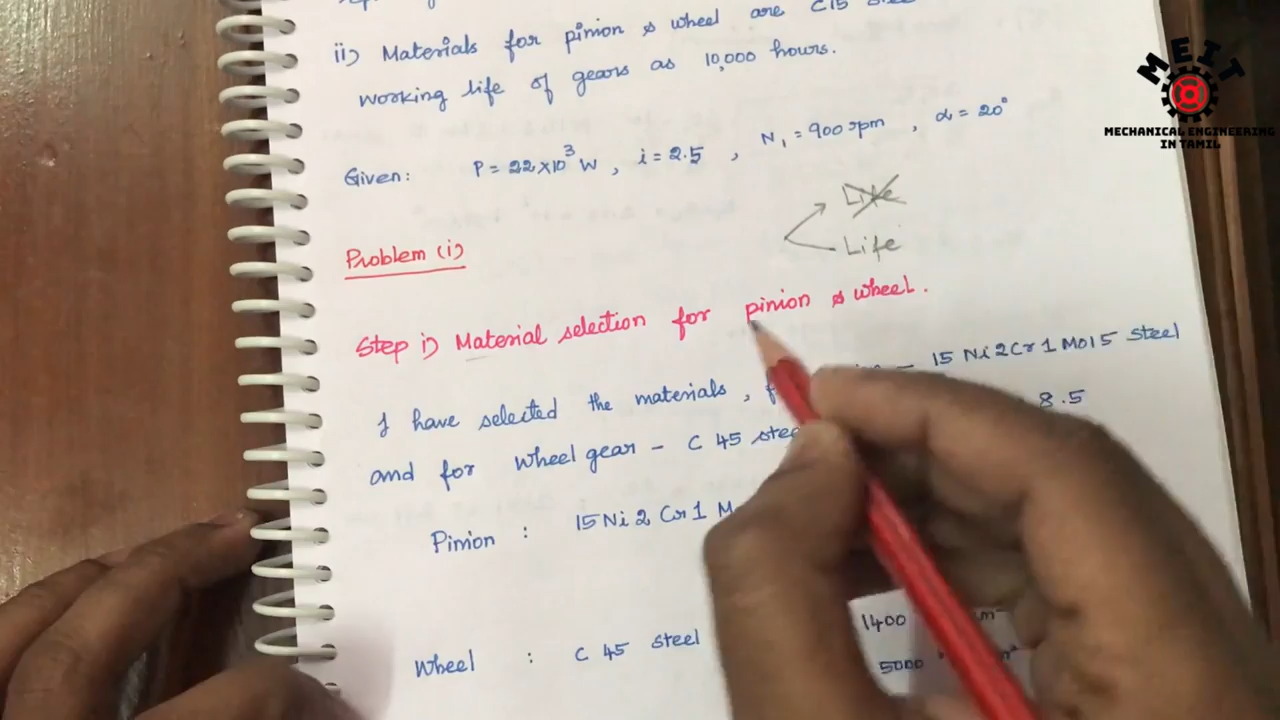 ii) Materials for pinion & wheel are C15
working life of gears as 10,000 hours.
Given: P = 22×10³ W, i = 2.5, N₁ = 900 rpm, α = 20°
Life
Problem (i)
Life
Step i) Material selection for pinion & wheel.
I have selected the materials, 15 Ni 2 Cr 1 Mo 15 Steel
and for wheel gear - C 45 8.5
Pinion : 15 Ni 2 Cr 1
1400
Wheel : C 45 steel 5000
MEIT
MECHANICAL ENGINEERING
IN TAMIL